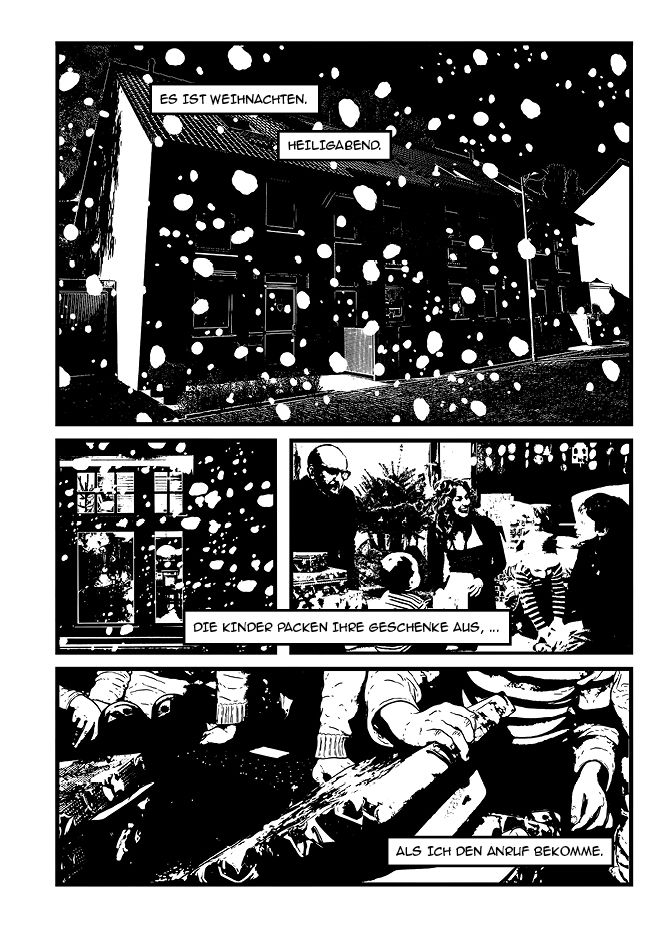 ES IST WEIHNACHTEN.
HEILIGABEND.
DIE KINDER PACKEN IHRE GESCHENKE AUS, ...
ALS ICH DEN ANRUF BEKOMME.